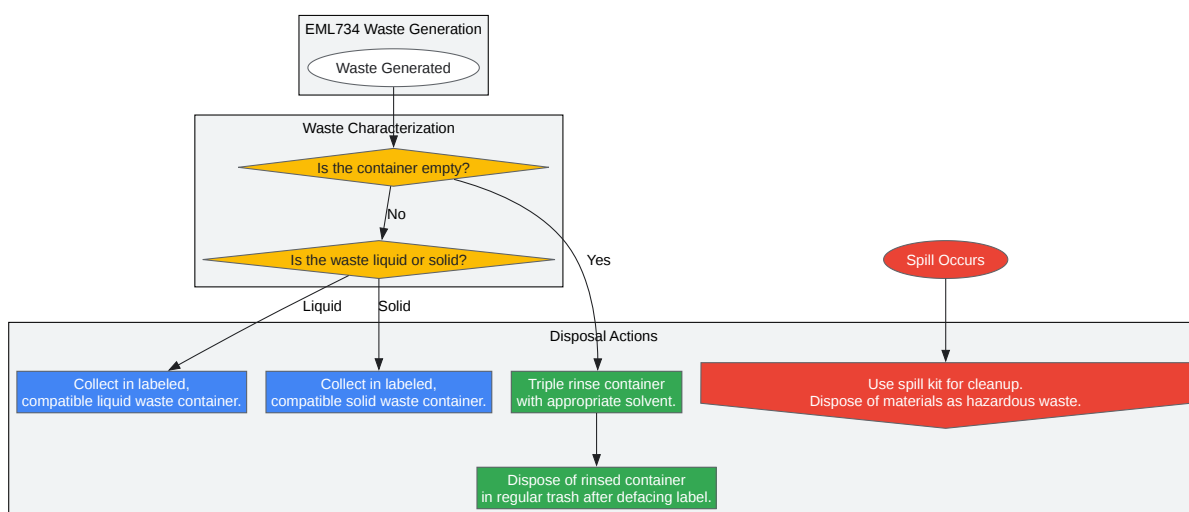 EML734 Waste Generation
Waste Generated
Waste Characterization
Is the container empty?
No
Is the waste liquid or solid?
Yes
Spill Occurs
Liquid
Solid
Disposal Actions
Collect in labeled,
compatible liquid waste container.
Collect in labeled,
compatible solid waste container.
Triple rinse container
with appropriate solvent.
Use spill kit for cleanup.
Dispose of materials as hazardous waste.
Dispose of rinsed container
in regular trash after defacing label.